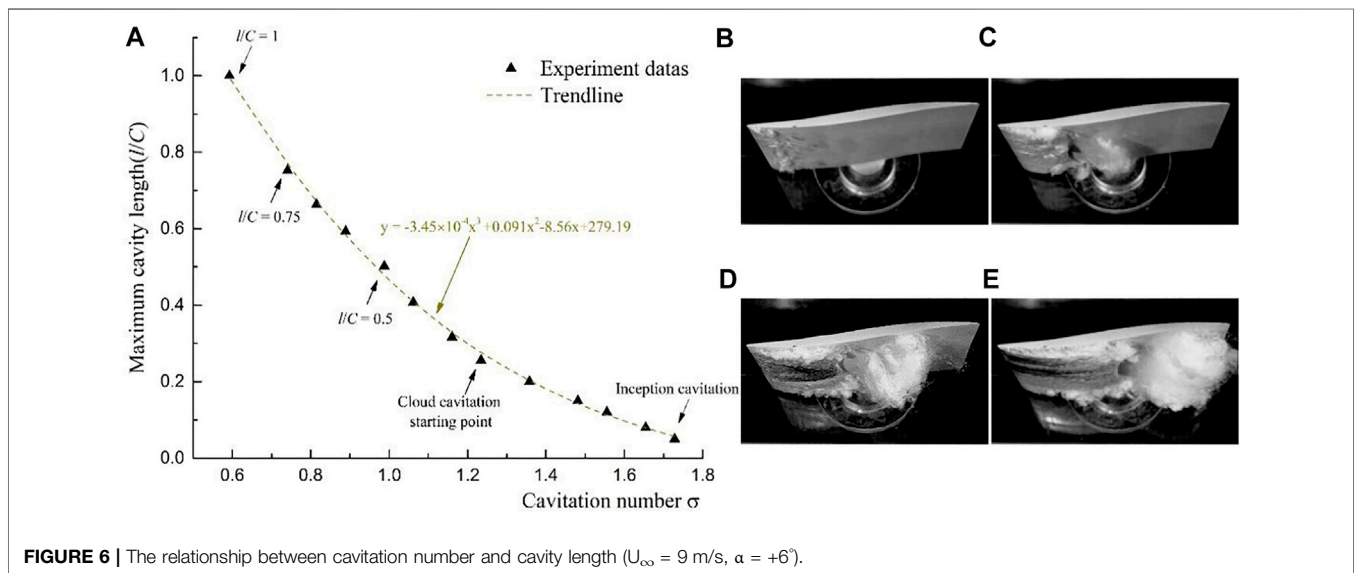 A
B
C
l/C = 1
Experiment datas
Trendline
1.0
0.8
0.6
0.4
0.2
0.0
Maximum cavity length(l/C)
l/C = 0.75
y = -3.45×10⁻⁴x³ +0.091x²-8.56x+279.19
l/C = 0.5
Cloud cavitation
starting point
Inception cavitation
0.6 0.8 1.0 1.2 1.4 1.6 1.8
Cavitation number σ
D
E
FIGURE 6 | The relationship between cavitation number and cavity length (U∞ = 9 m/s, α = +6°).